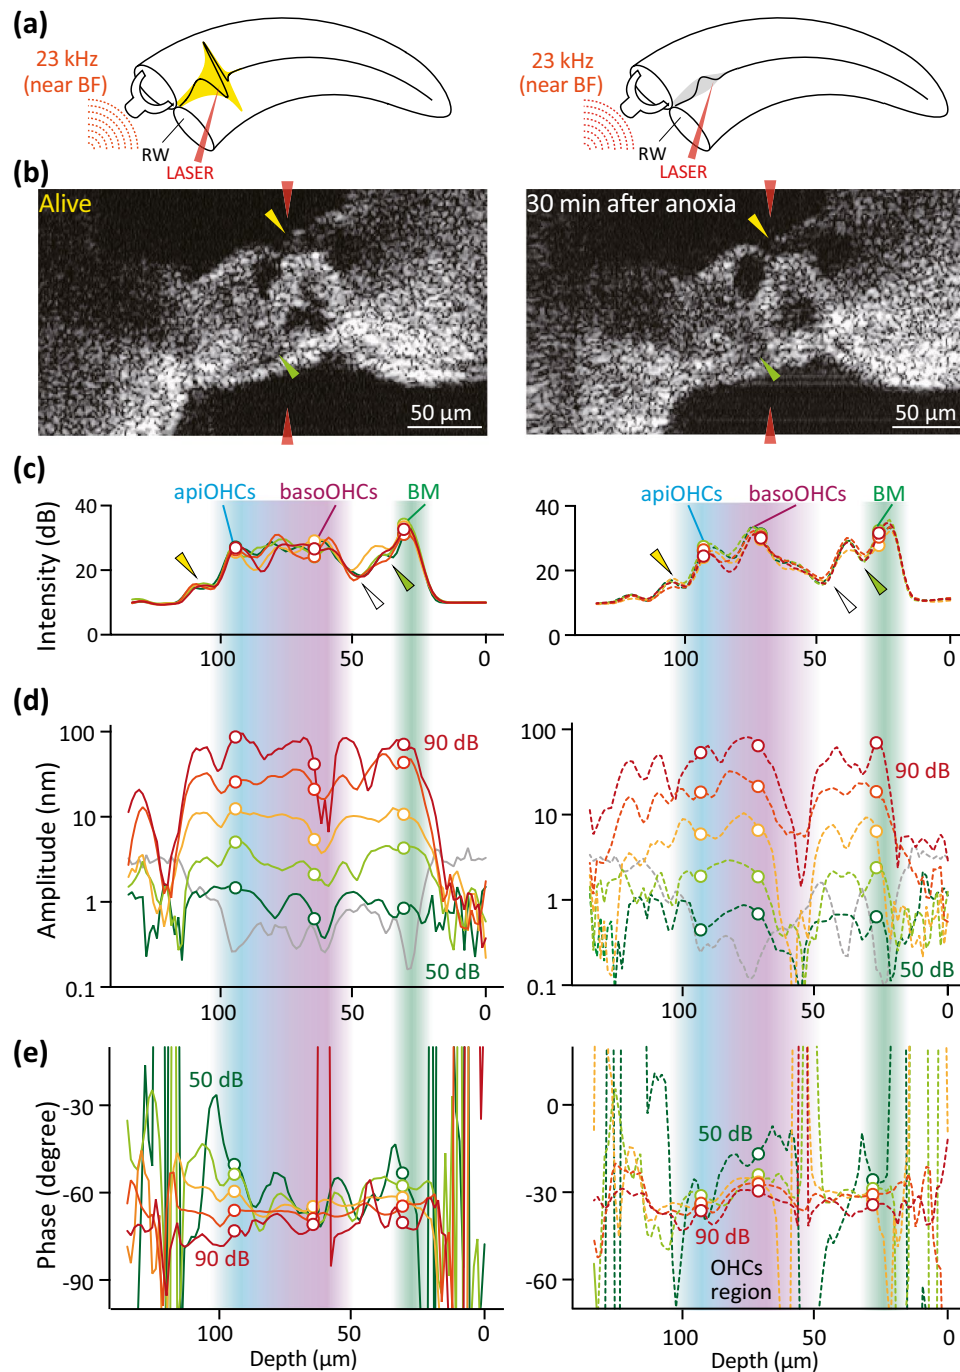 (a)
23 kHz
(near BF)
RW
LASER
23 kHz
(near BF)
RW
LASER
(b)
Alive
50 µm
30 min after anoxia
50 µm
(c)
apiOHCs
basoOHCs
BM
Intensity (dB)
40
20
0
100
50
0
apiOHCs
basoOHCs
BM
40
20
0
100
50
0
(d)
Amplitude (nm)
100
10
1
0.1
90 dB
50 dB
100
50
0
100
10
1
0.1
90 dB
50 dB
100
50
0
(e)
Phase (degree)
-30
-60
-90
50 dB
90 dB
100
50
0
Depth (µm)
0
-30
-60
50 dB
90 dB
OHCs
region
100
50
0
Depth (µm)